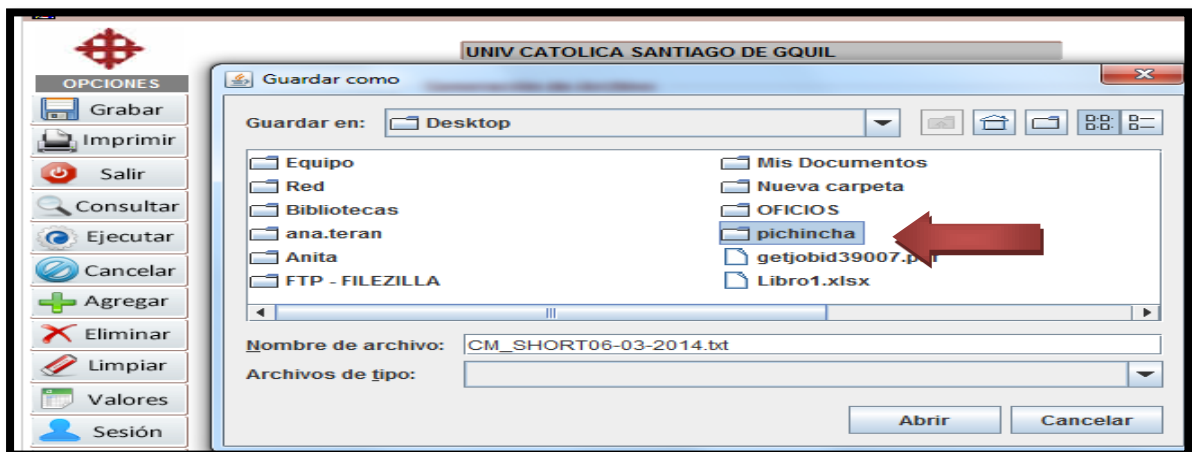 UNIV CATOLICA SANTIAGO DE GQUIL
OPCIONES
Grabar
Imprimir
Salir
Consultar
Ejecutar
Cancelar
Agregar
Eliminar
Limpiar
Valores
Sesión
Guardar como
Guardar en: Desktop
Equipo
Red
Bibliotecas
ana.teran
Anita
FTP - FILEZILLA
Mis Documentos
Nueva carpeta
OFICIOS
pichincha
Libro1.xlsx
Nombre de archivo: CM_SHORT06-03-2014.txt
Archivos de tipo:
Abrir Cancelar